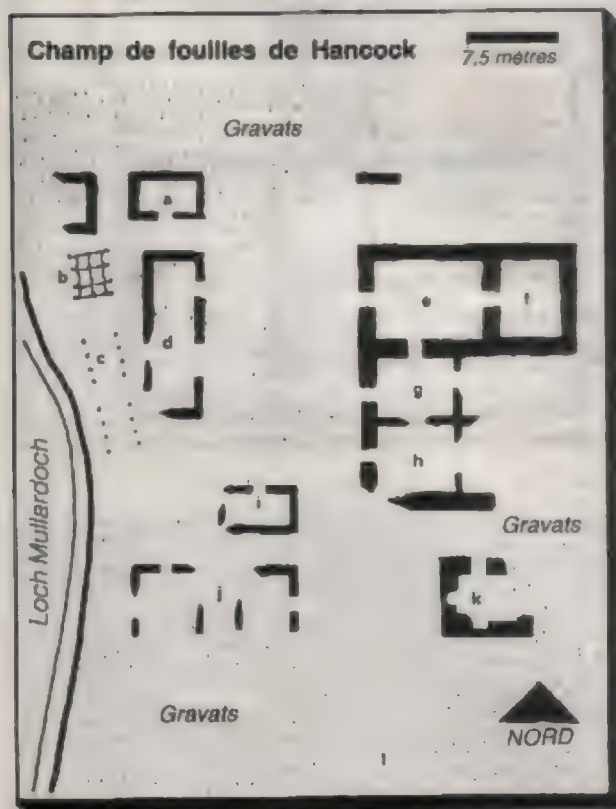 Champ de fouilles de Hancock
7,5 mètres
Gravats
a
b
c
d
e
f
g
h
i
j
k
Loch Mullardoch
Gravats
Gravats
NORD
l